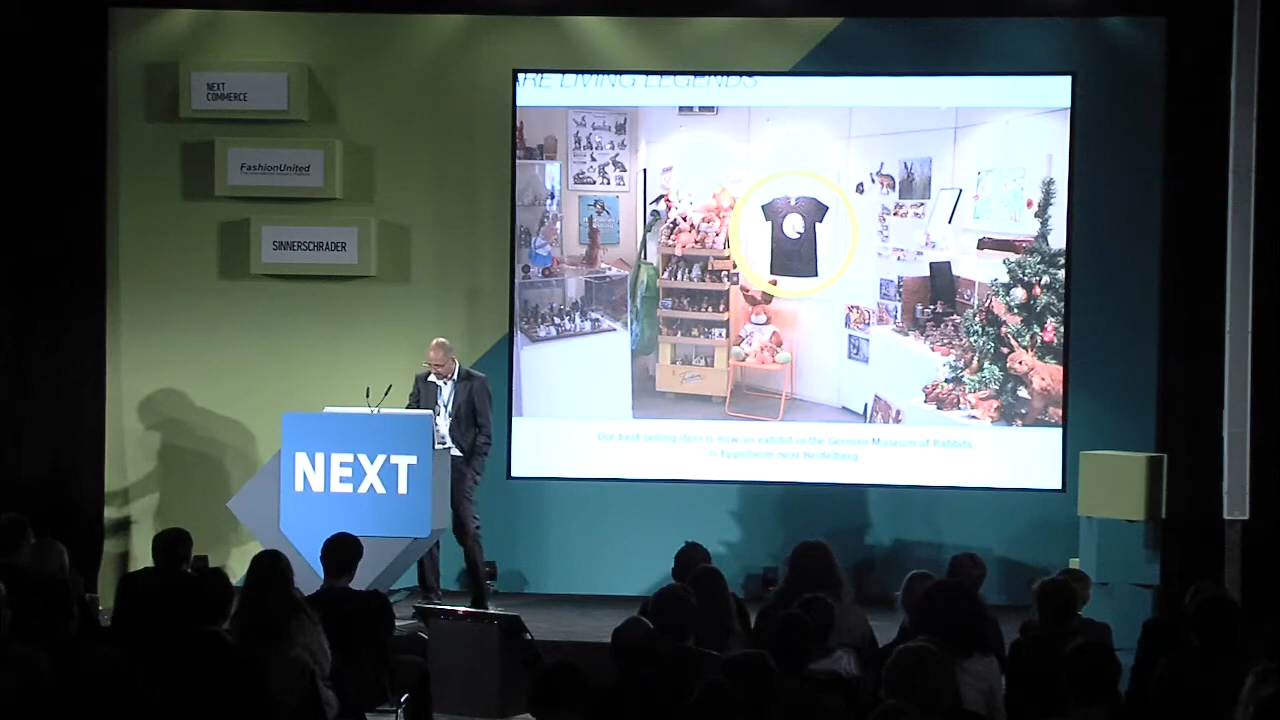 ARE LIVING LEGENDS
NEXT
COMMERCE
FashionUnited
SINNERSCHRADER
NEXT
Our best selling item is now an exhibit in the German Museum of Rabbits
in Eppelheim near Heidelberg